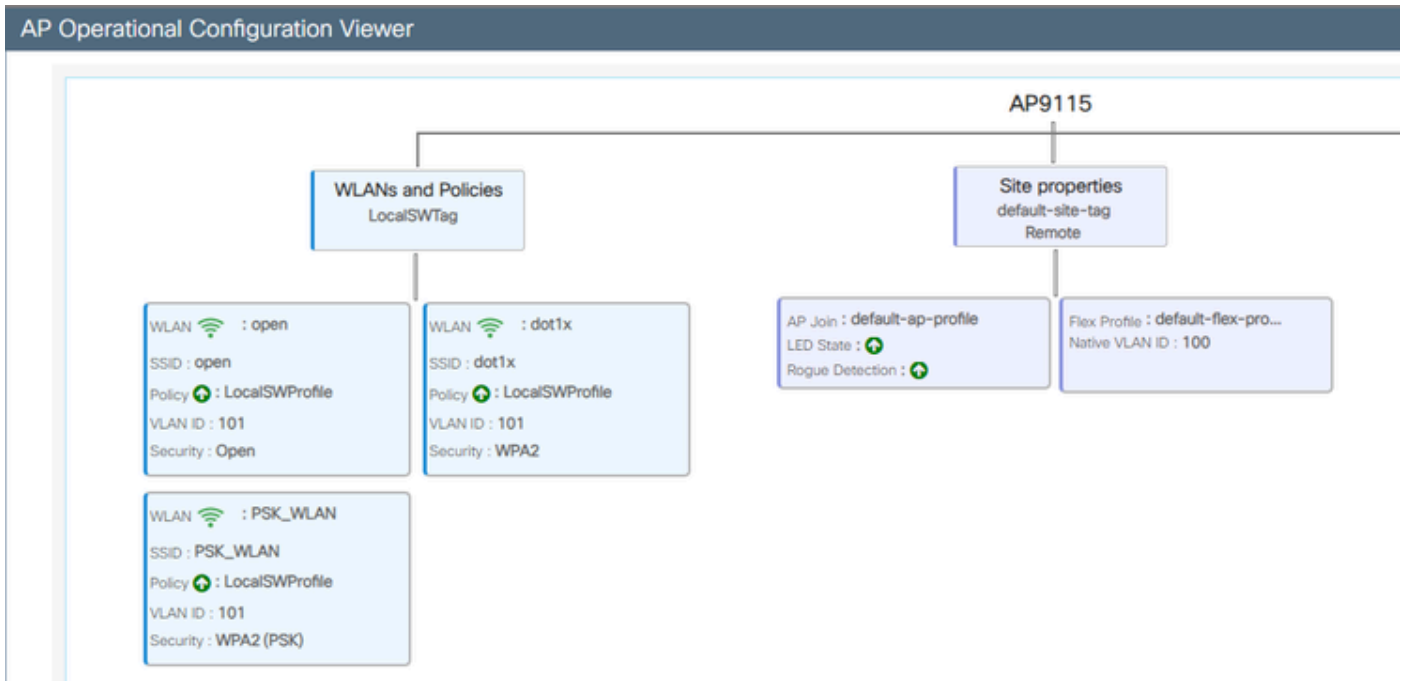 AP Operational Configuration Viewer
AP9115
WLANs and Policies
LocalSWTag
Site properties
default-site-tag
Remote
WLAN : open
SSID : open
Policy : LocalSWProfile
VLAN ID : 101
Security : Open
WLAN : dot1x
SSID : dot1x
Policy : LocalSWProfile
VLAN ID : 101
Security : WPA2
AP Join : default-ap-profile
LED State :
Rogue Detection :
Flex Profile : default-flex-pro...
Native VLAN ID : 100
WLAN : PSK_WLAN
SSID : PSK_WLAN
Policy : LocalSWProfile
VLAN ID : 101
Security : WPA2 (PSK)